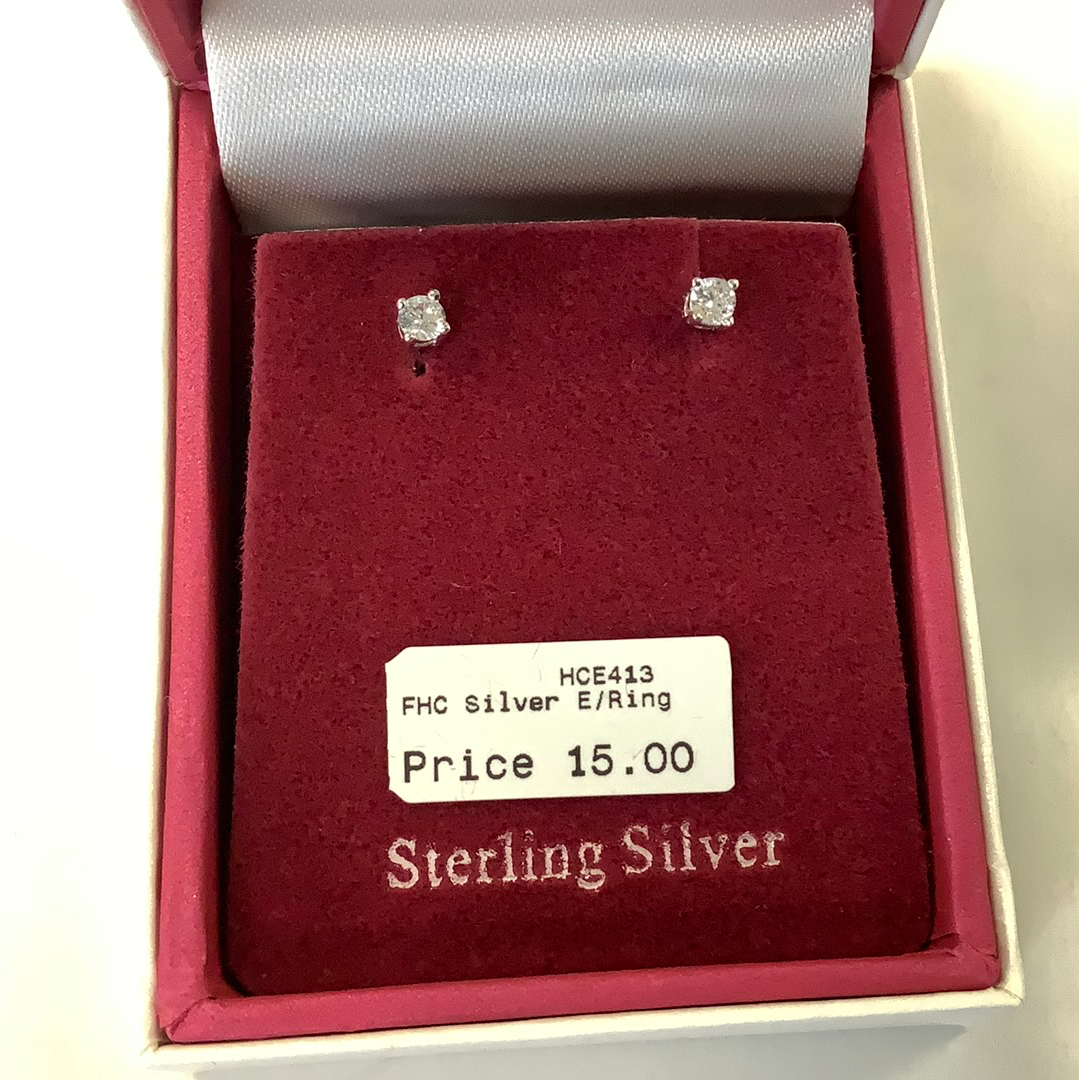 HCE413
FHC Silver E/Ring
Price 15.00
Sterling Silver